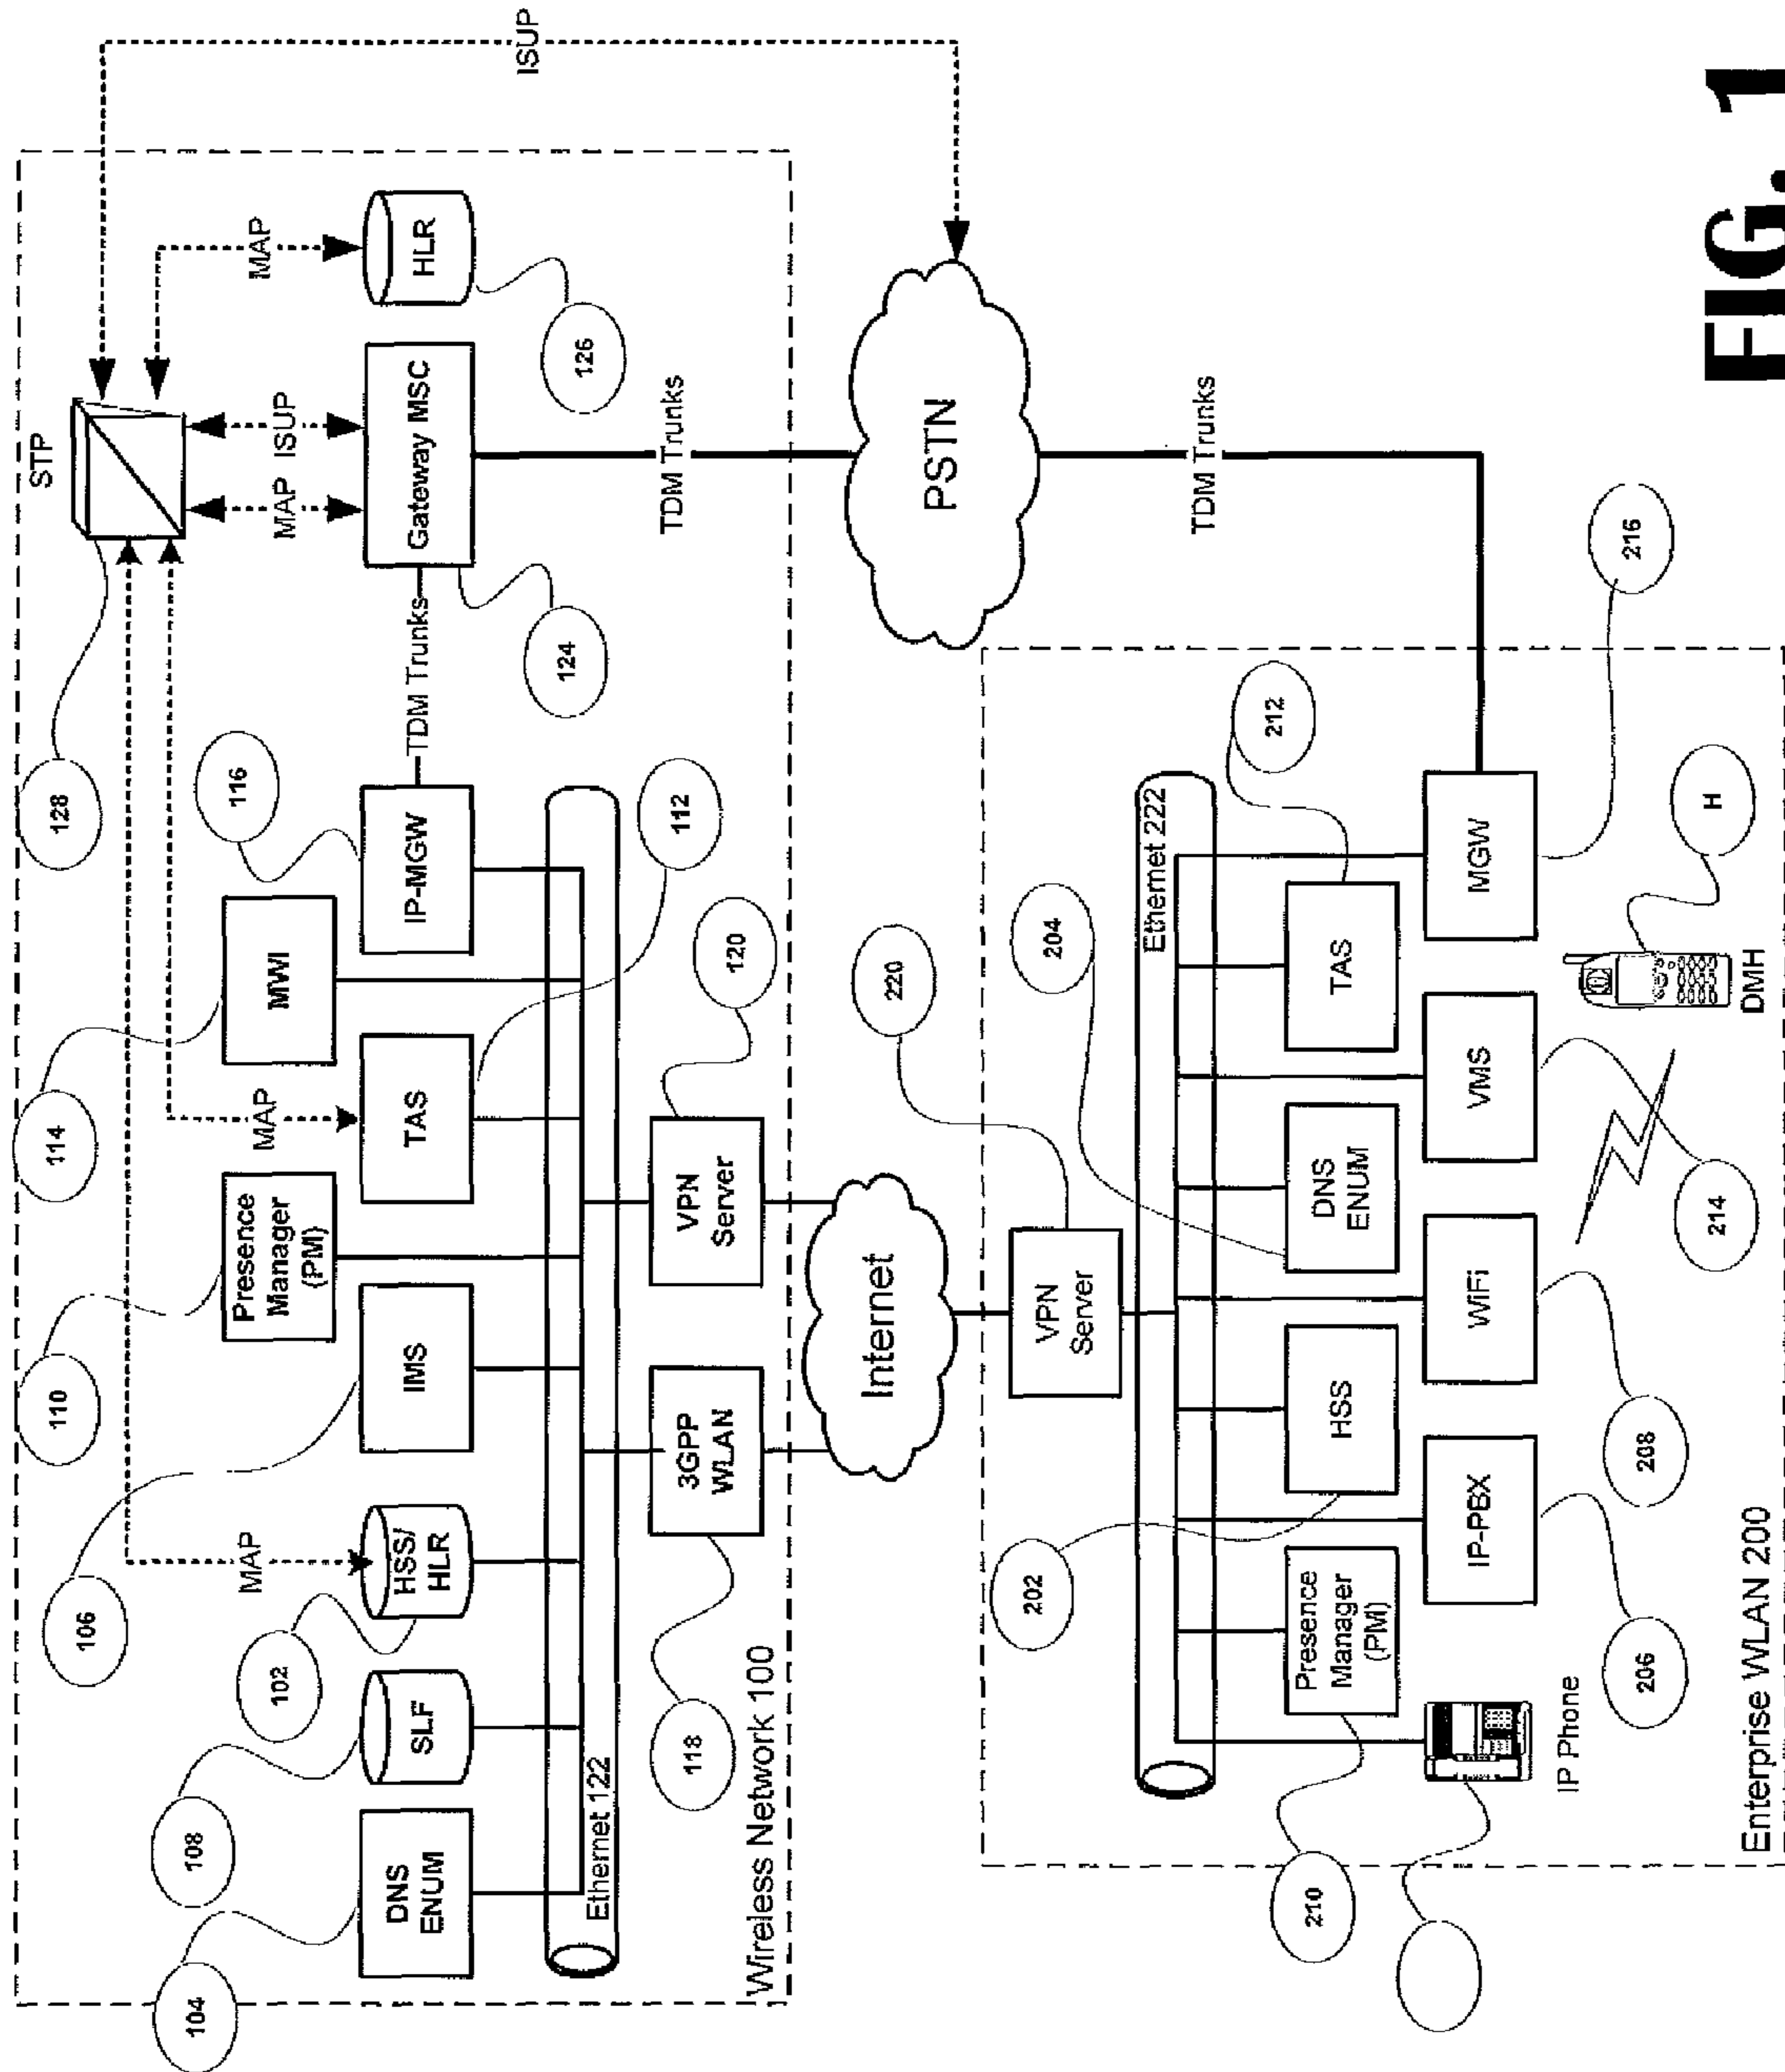 STP
128
MAP
ISUP
MAP
ISUP
MAP
HLR
126
Gateway MSC
124
TDM Trunks
TDM Trunks
116
IP-MGW
114
MWI
112
MAP
TAS
110
Presence
Manager
(PM)
106
IMS
MAP
102
HSS/
HLR
108
SLF
104
DNS
ENUM
Ethernet 122
118
3GPP
WLAN
120
VPN
Server
Wireless Network 100
Internet
PSTN
TDM Trunks
220
VPN
Server
Ethernet 222
202
HSS
204
DNS
ENUM
212
TAS
210
Presence
Manager
(PM)
IP Phone
206
IP-PBX
208
WiFi
214
VMS
216
MGW
H
DMH
Enterprise WLAN 200
FIG. 1